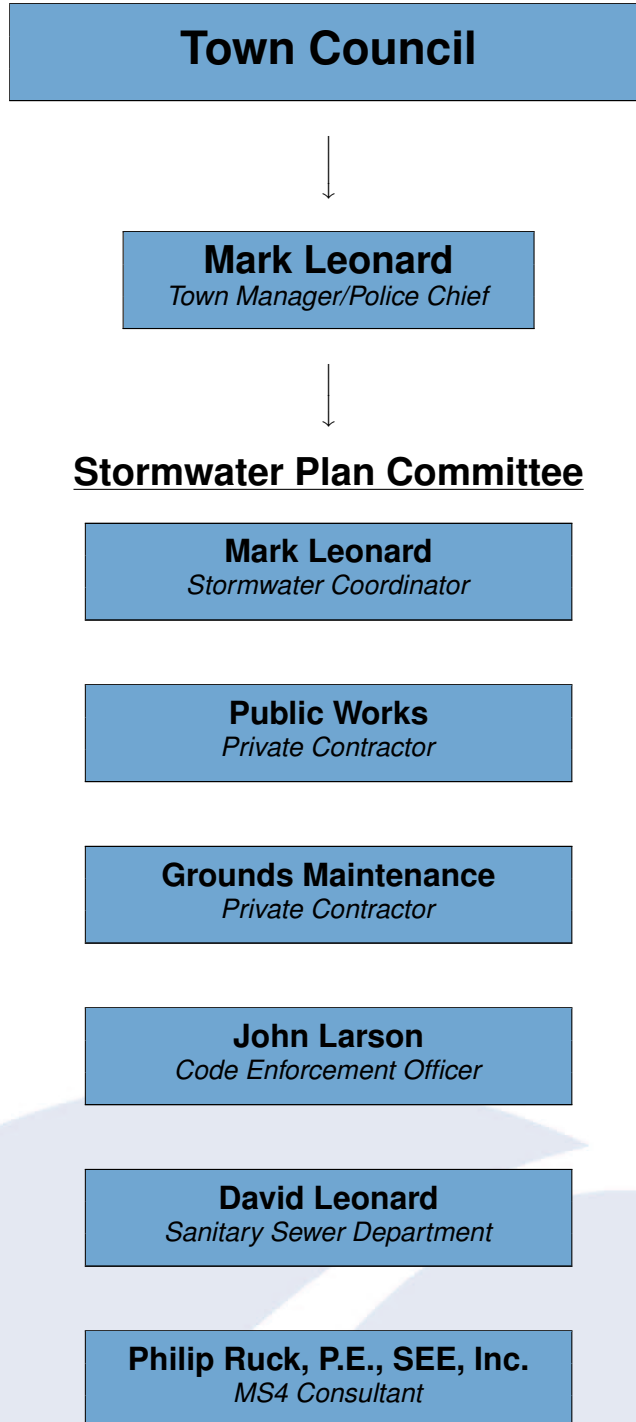 Town Council
Mark Leonard
Town Manager/Police Chief
Stormwater Plan Committee
Mark Leonard
Stormwater Coordinator
Public Works
Private Contractor
Grounds Maintenance
Private Contractor
John Larson
Code Enforcement Officer
David Leonard
Sanitary Sewer Department
Philip Ruck, P.E., SEE, Inc.
MS4 Consultant